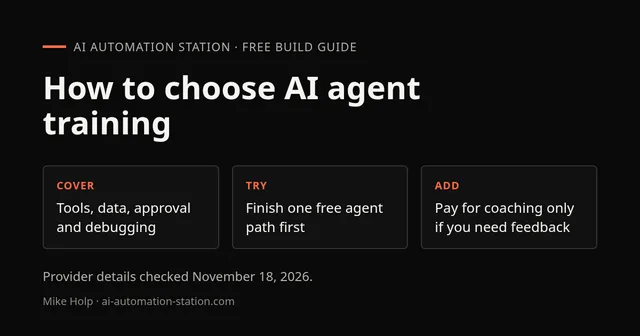 AI AUTOMATION STATION · FREE BUILD GUIDE
How to choose AI agent
training
COVER
Tools, data, approval
and debugging
TRY
Finish one free agent
path first
ADD
Pay for coaching only
if you need feedback
Provider details checked November 18, 2026.
Mike Holp · ai-automation-station.com